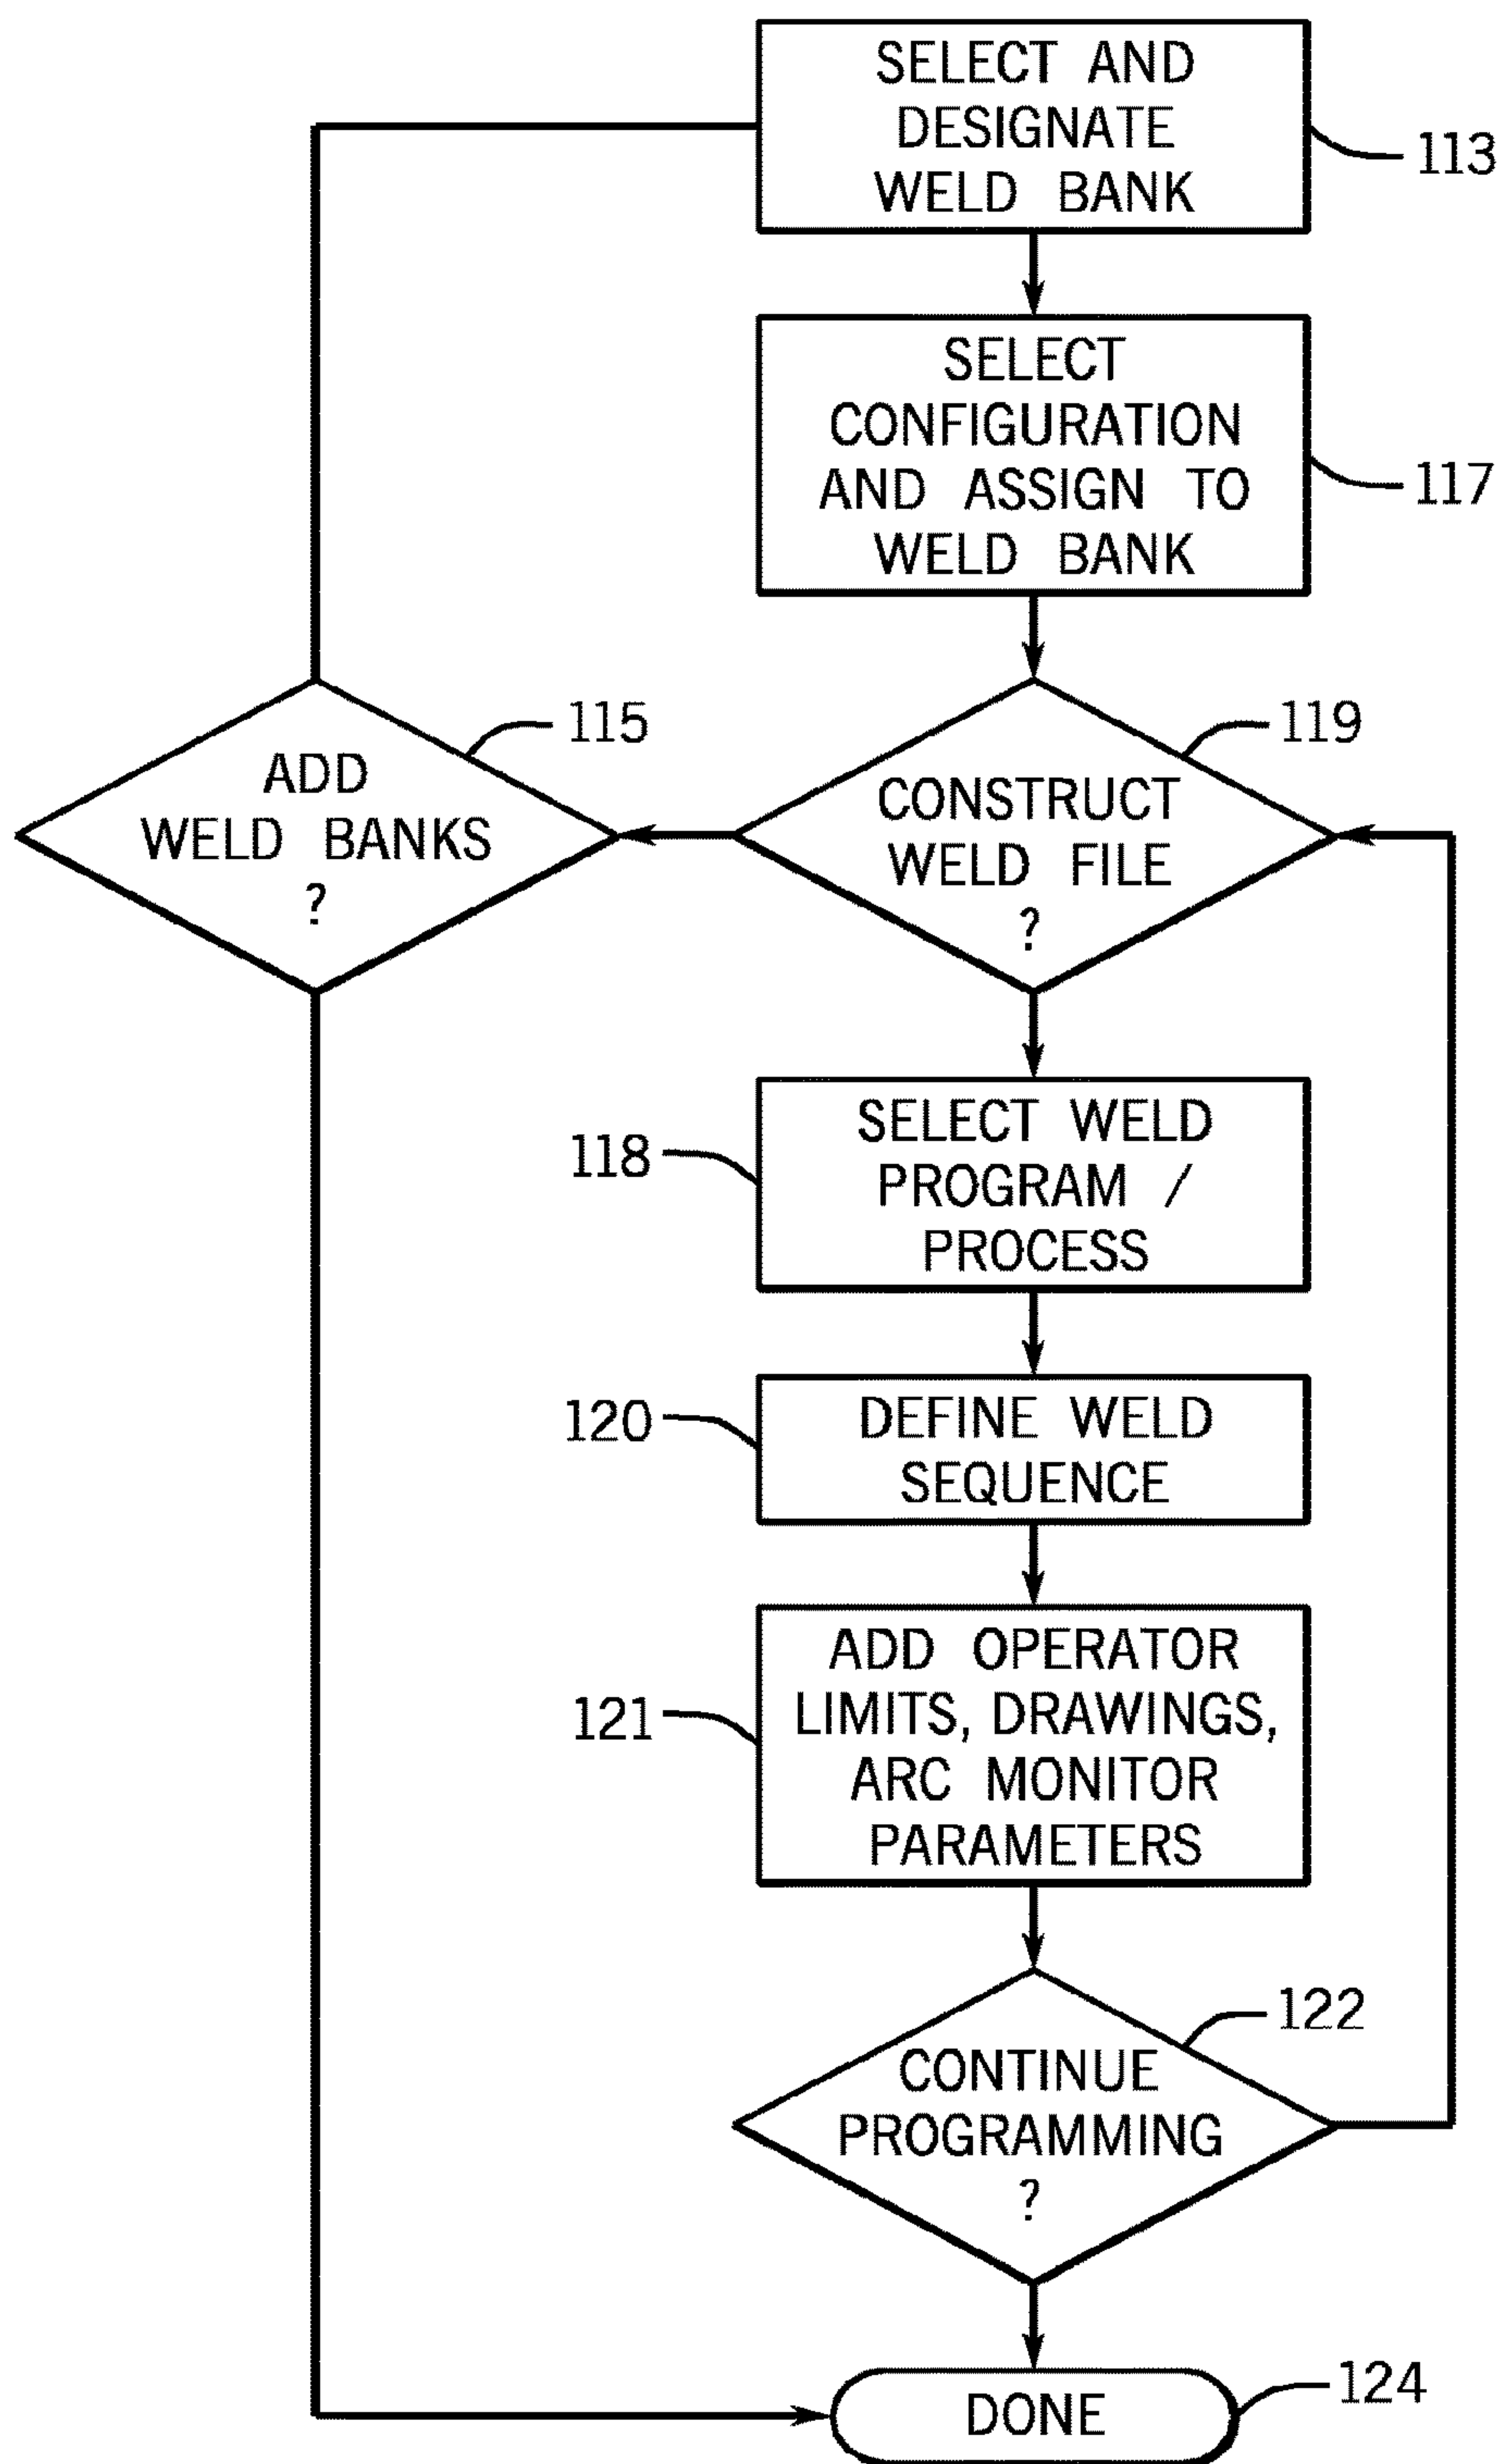 SELECT AND
DESIGNATE
WELD BANK
113
SELECT
CONFIGURATION
AND ASSIGN TO
WELD BANK
117
115
ADD
WELD BANKS
?
119
CONSTRUCT
WELD FILE
?
118
SELECT WELD
PROGRAM /
PROCESS
120
DEFINE WELD
SEQUENCE
121
ADD OPERATOR
LIMITS, DRAWINGS,
ARC MONITOR
PARAMETERS
122
CONTINUE
PROGRAMMING
?
124
DONE